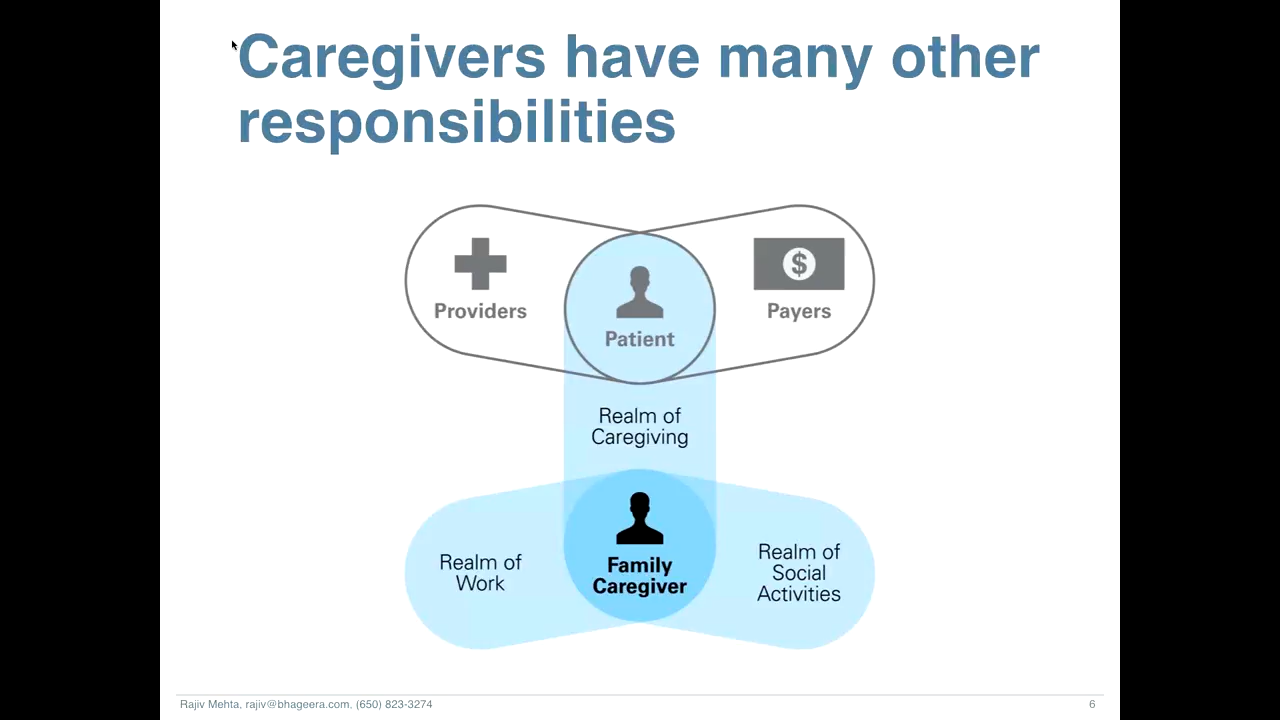 Caregivers have many other
responsibilities
Providers
Patient
$
Payers
Realm of
Caregiving
Realm of
Work
Family
Caregiver
Realm of
Social
Activities
Rajiv Mehta, rajiv@bhageera.com, (650) 823-3274
6